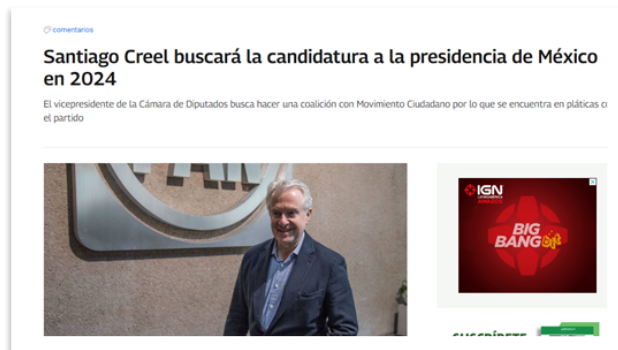 comentarios
Santiago Creel buscará la candidatura a la presidencia de México
en 2024
El vicepresidente de la Cámara de Diputados busca hacer una coalición con Movimiento Ciudadano por lo que se encuentra en pláticas
el partido
PAN
IGN
BIG
BANG